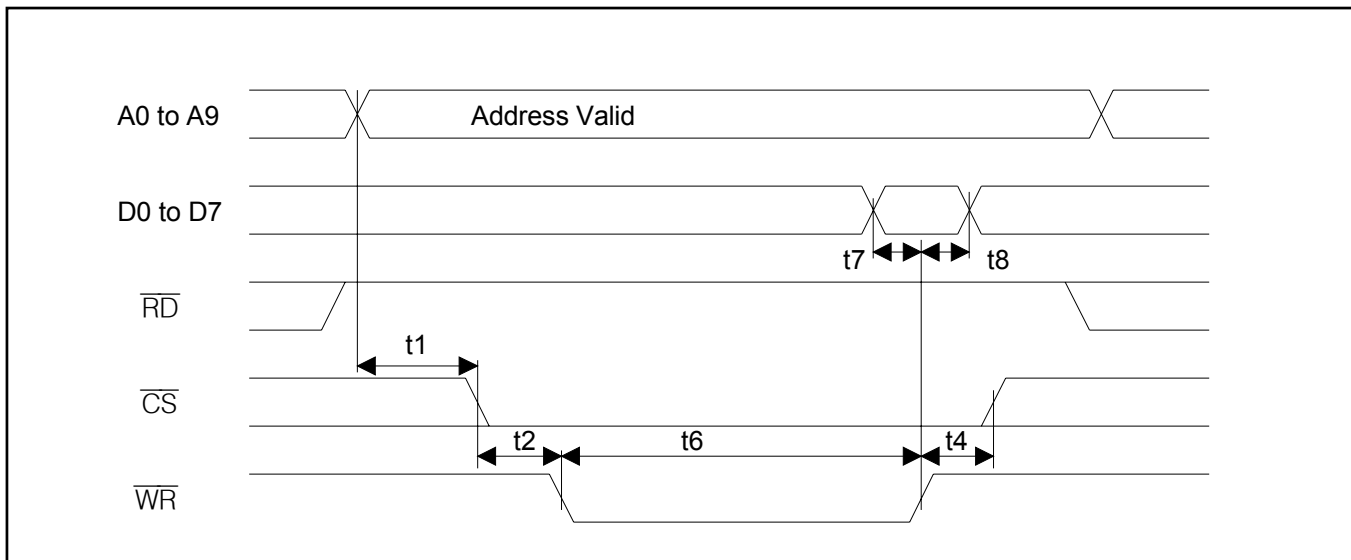 A0 to A9
Address Valid
D0 to D7
t7
t8
RD
t1
CS
t2
t6
t4
WR